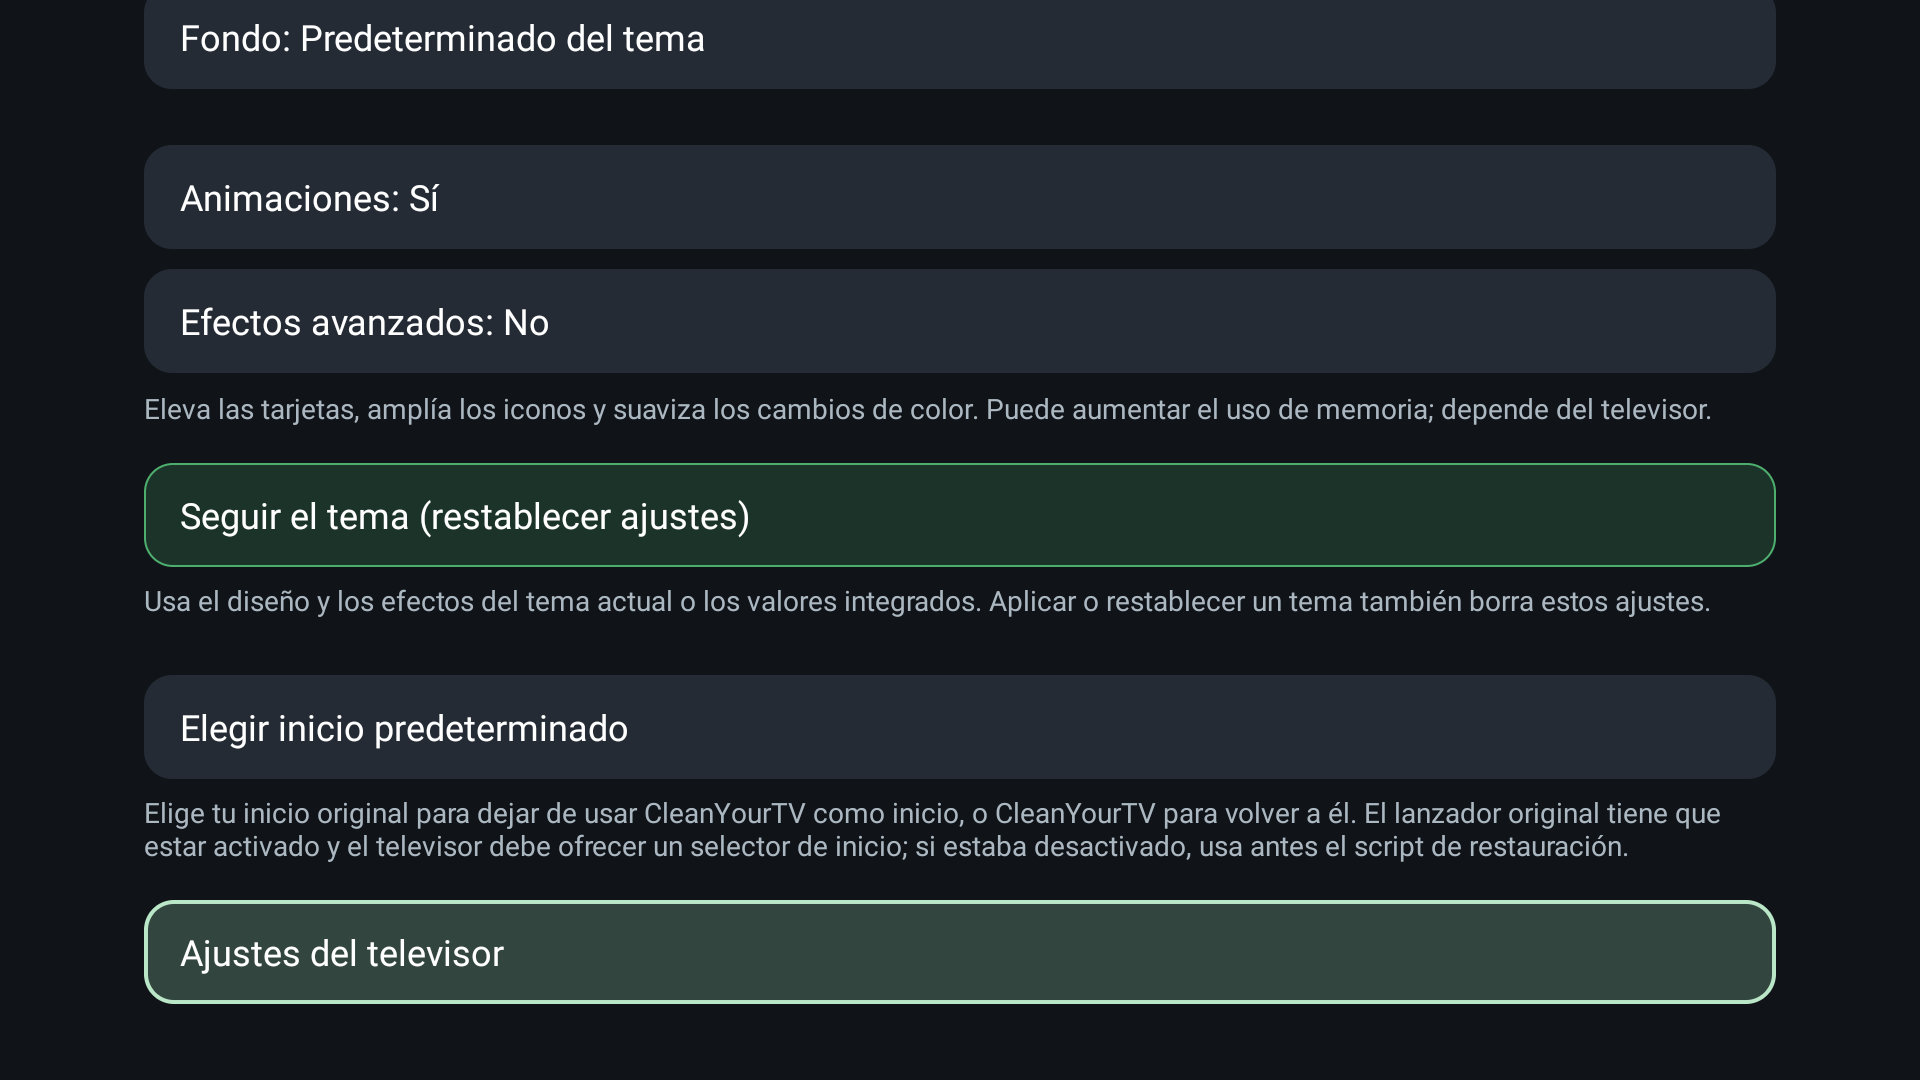 Fondo: Predeterminado del tema
Animaciones: Sí
Efectos avanzados: No
Eleva las tarjetas, amplía los iconos y suaviza los cambios de color. Puede aumentar el uso de memoria; depende del televisor.
Seguir el tema (restablecer ajustes)
Usa el diseño y los efectos del tema actual o los valores integrados. Aplicar o restablecer un tema también borra estos ajustes.
Elegir inicio predeterminado
Elige tu inicio original para dejar de usar CleanYourTV como inicio, o CleanYourTV para volver a él. El lanzador original tiene que
estar activado y el televisor debe ofrecer un selector de inicio; si estaba desactivado, usa antes el script de restauración.
Ajustes del televisor